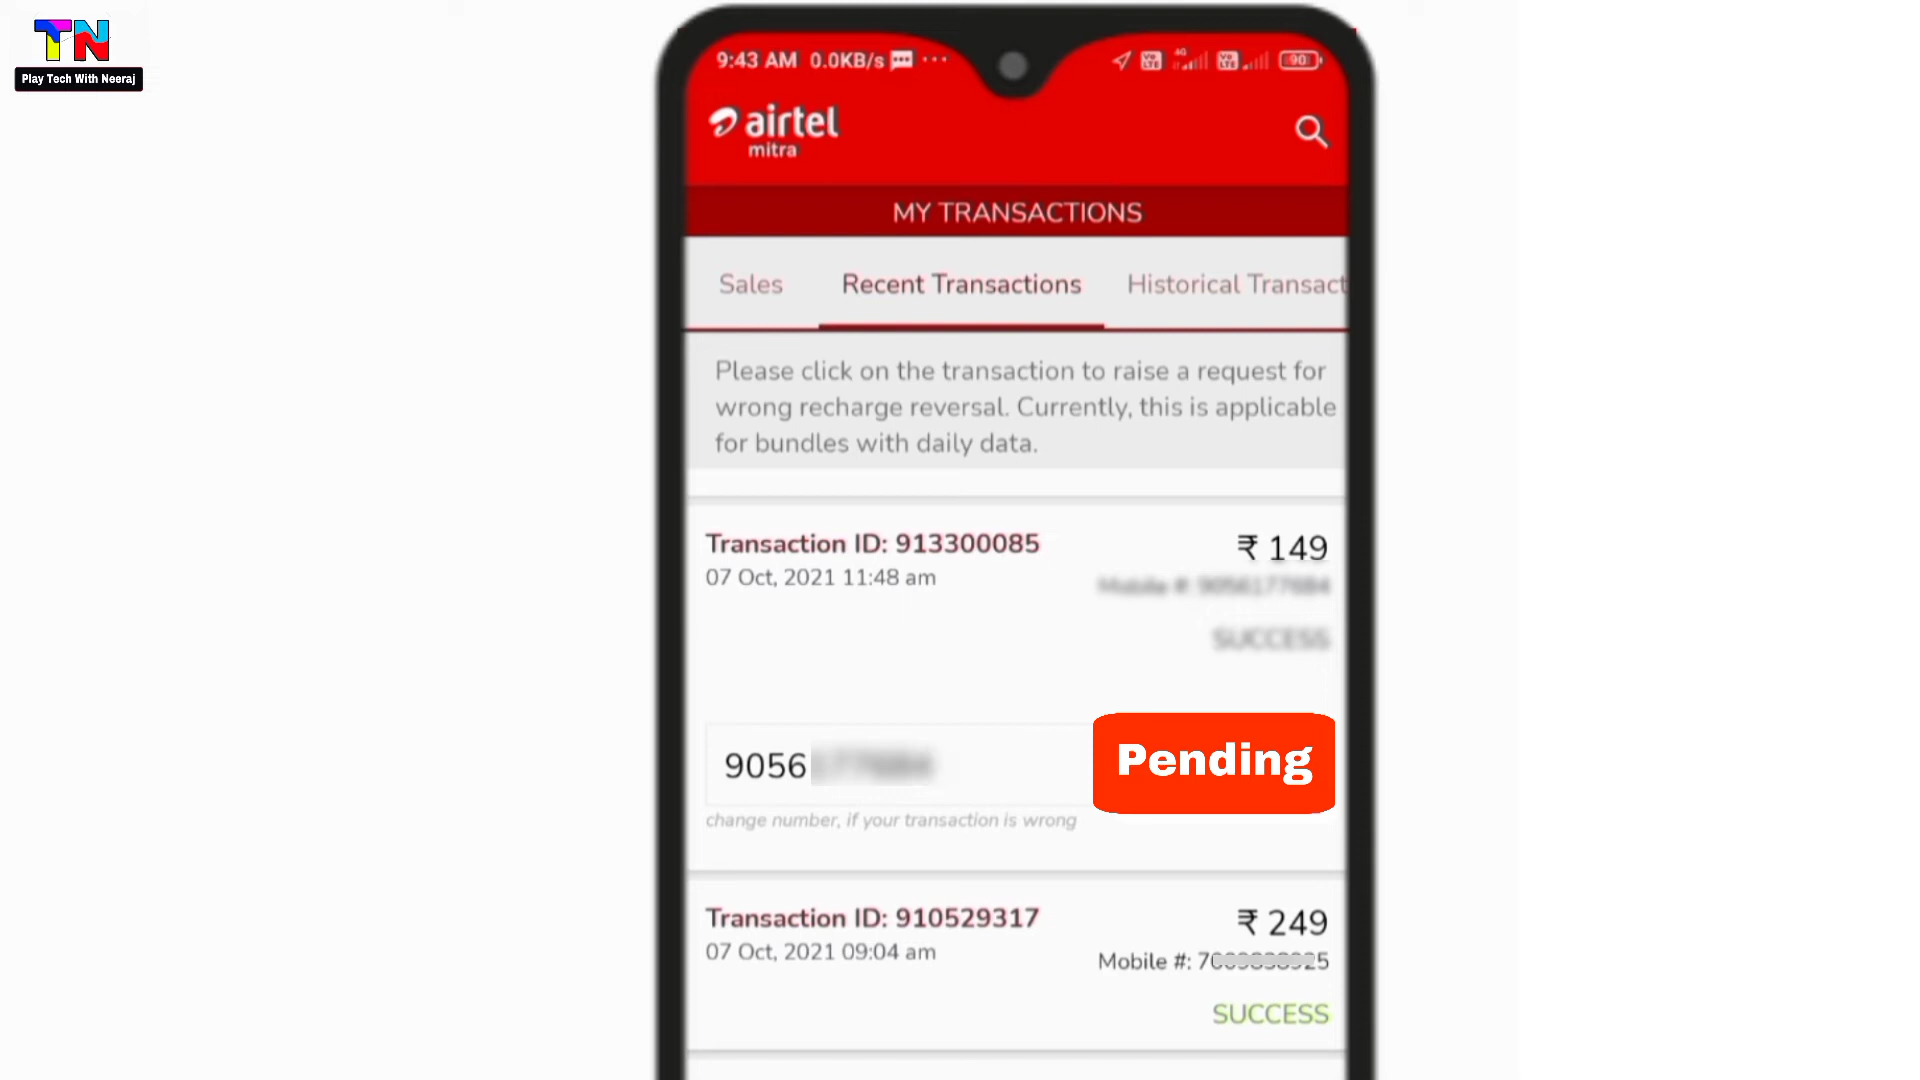 TN
Play Tech With Neeraj
9:43 AM 0.0KB/s 4G 90
airtel
mitra
MY TRANSACTIONS
Sales Recent Transactions Historical Transact
Please click on the transaction to raise a request for
wrong recharge reversal. Currently, this is applicable
for bundles with daily data.
Transaction ID: 913300085 ₹ 149
07 Oct, 2021 11:48 am Mobile #:
SUCCESS
9056 Pending
change number, if your transaction is wrong
Transaction ID: 910529317 ₹ 249
07 Oct, 2021 09:04 am Mobile #:
SUCCESS